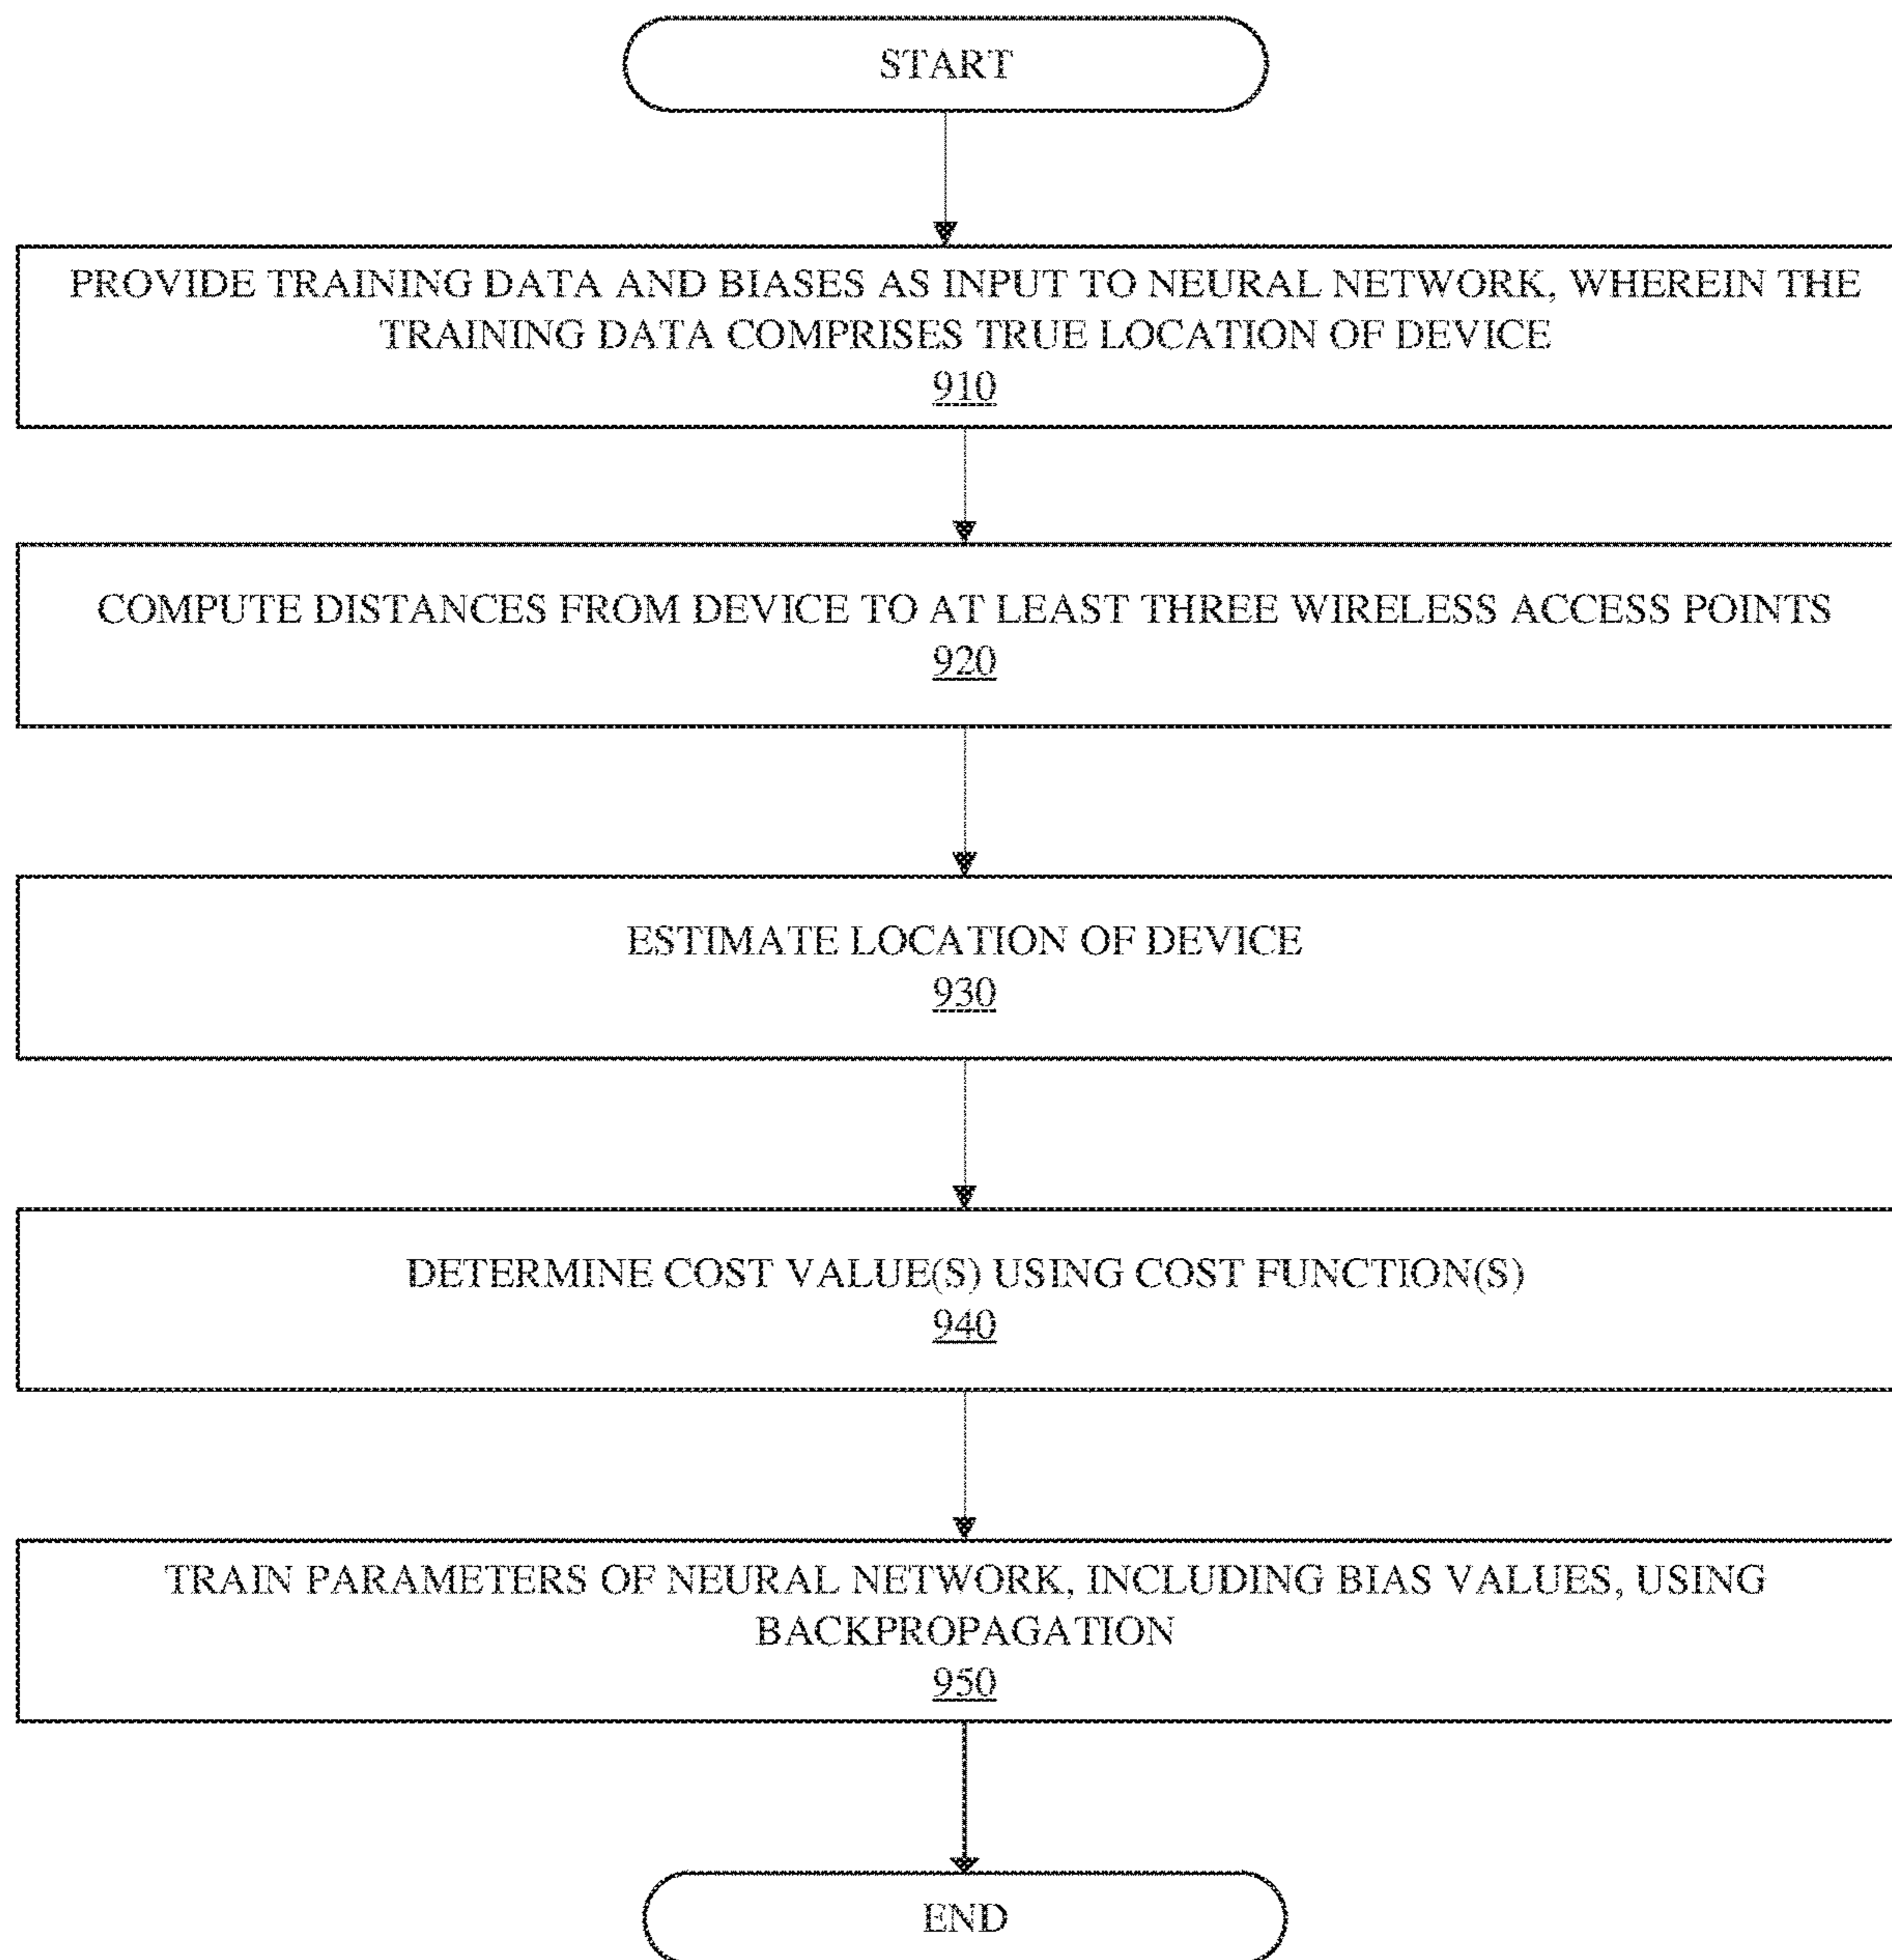 START
PROVIDE TRAINING DATA AND BIASES AS INPUT TO NEURAL NETWORK, WHEREIN THE
TRAINING DATA COMPRISES TRUE LOCATION OF DEVICE
910
COMPUTE DISTANCES FROM DEVICE TO AT LEAST THREE WIRELESS ACCESS POINTS
920
ESTIMATE LOCATION OF DEVICE
930
DETERMINE COST VALUE(S) USING COST FUNCTION(S)
940
TRAIN PARAMETERS OF NEURAL NETWORK, INCLUDING BIAS VALUES, USING
BACKPROPAGATION
950
END